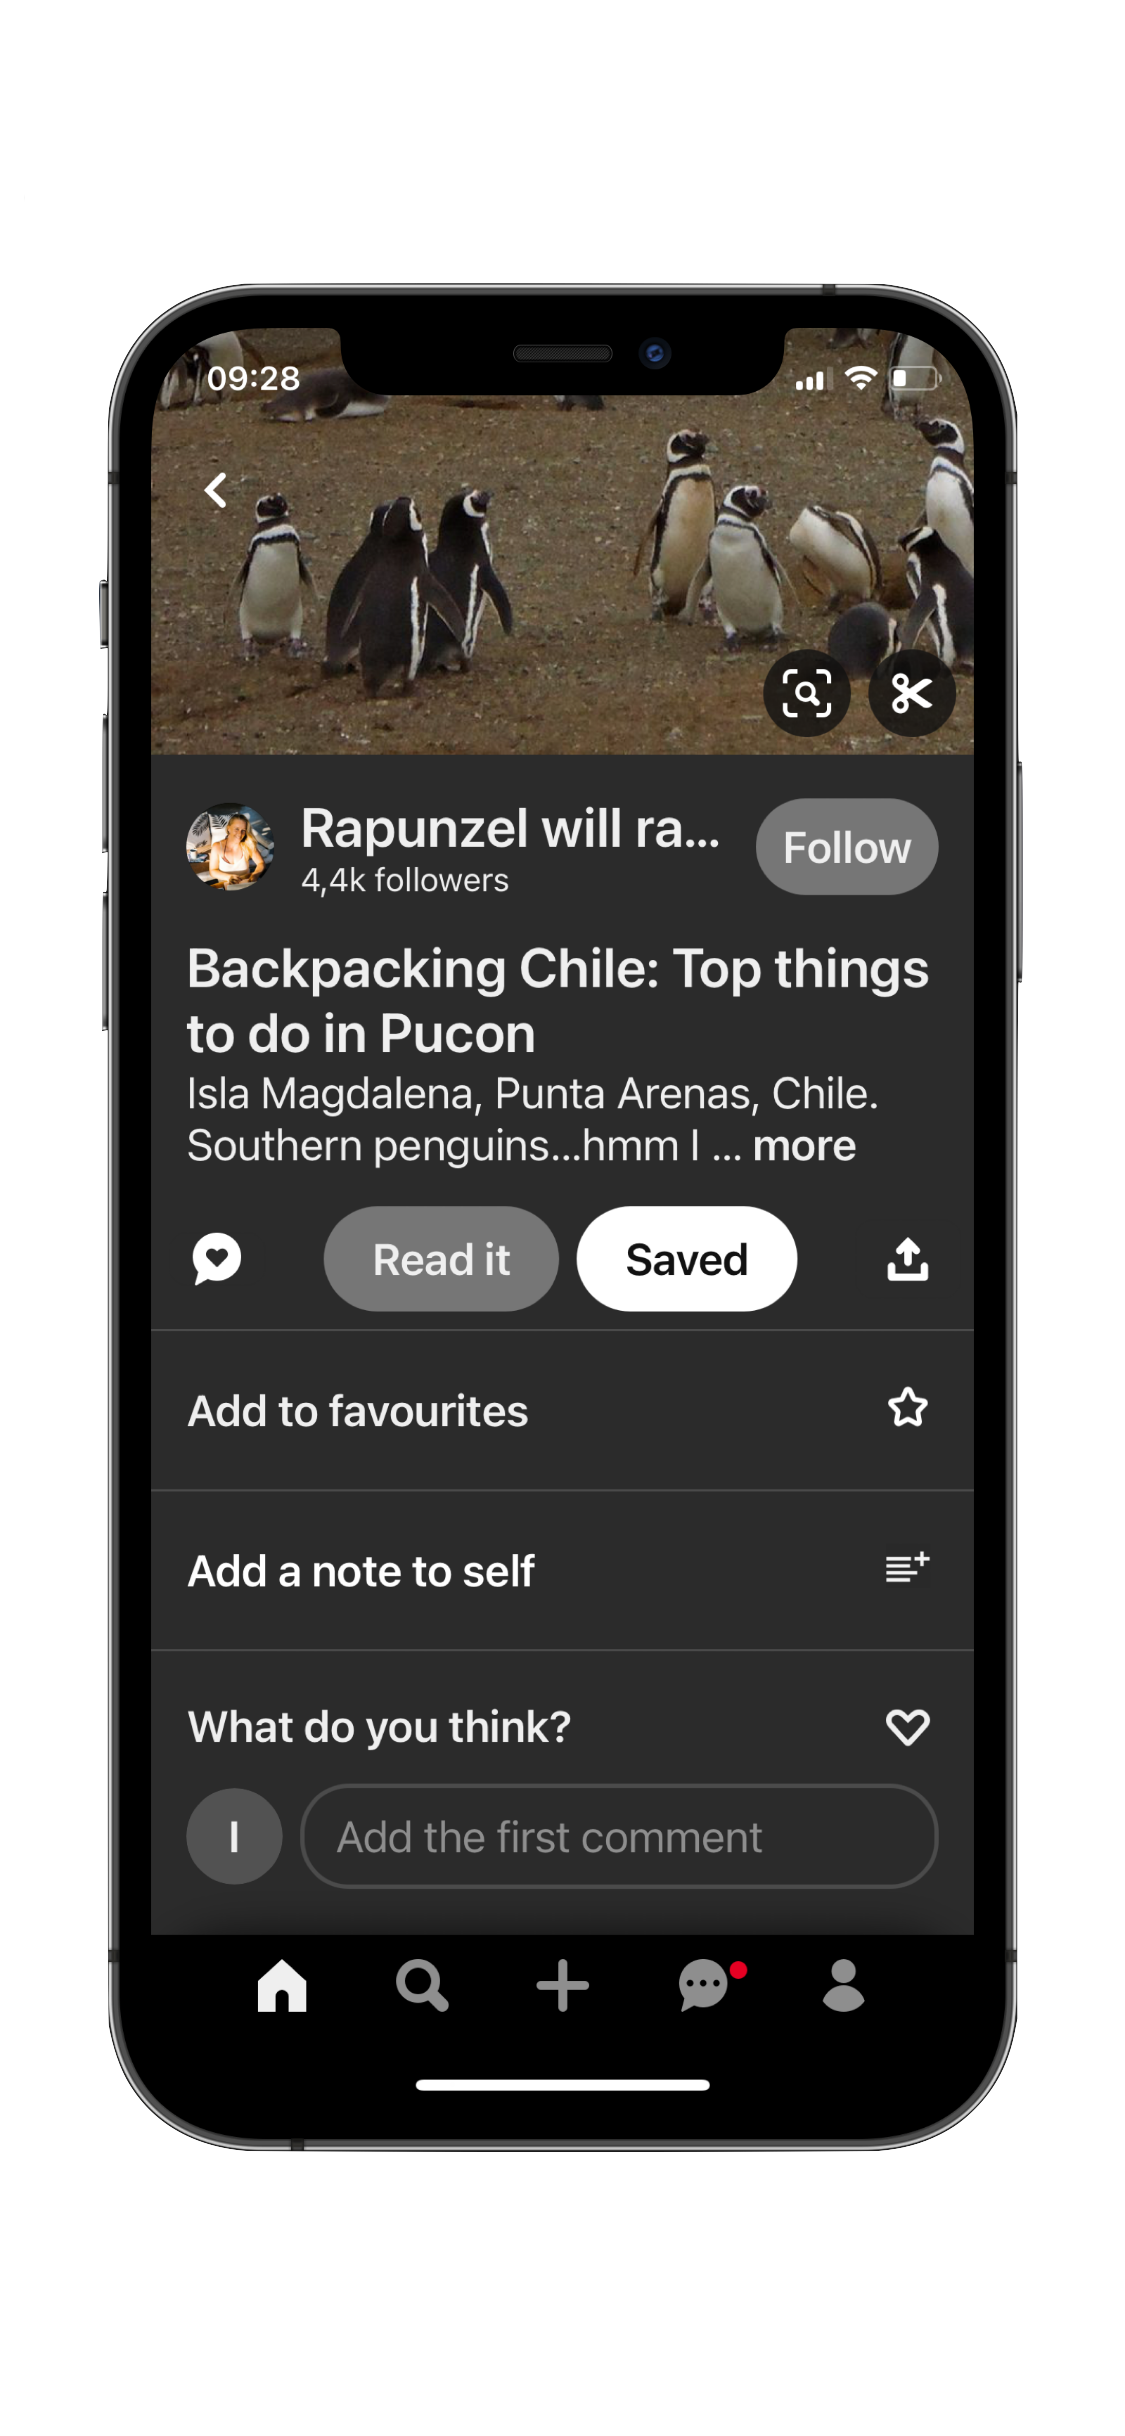 09:28
Rapunzel will ra...
4,4k followers
Follow
Backpacking Chile: Top things
to do in Pucon
Isla Magdalena, Punta Arenas, Chile.
Southern penguins...hmm I ... more
Read it
Saved
Add to favourites
Add a note to self
What do you think?
I
Add the first comment